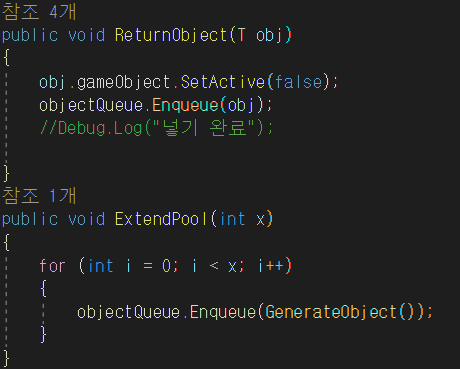 참조 4개
public void ReturnObject(T obj)
{
    obj.gameObject.SetActive(false);
    objectQueue.Enqueue(obj);
    //Debug.Log("넣기 완료");
}
참조 1개
public void ExtendPool(int x)
{
    for (int i = 0; i < x; i++)
    {
        objectQueue.Enqueue(GenerateObject());
    }
}